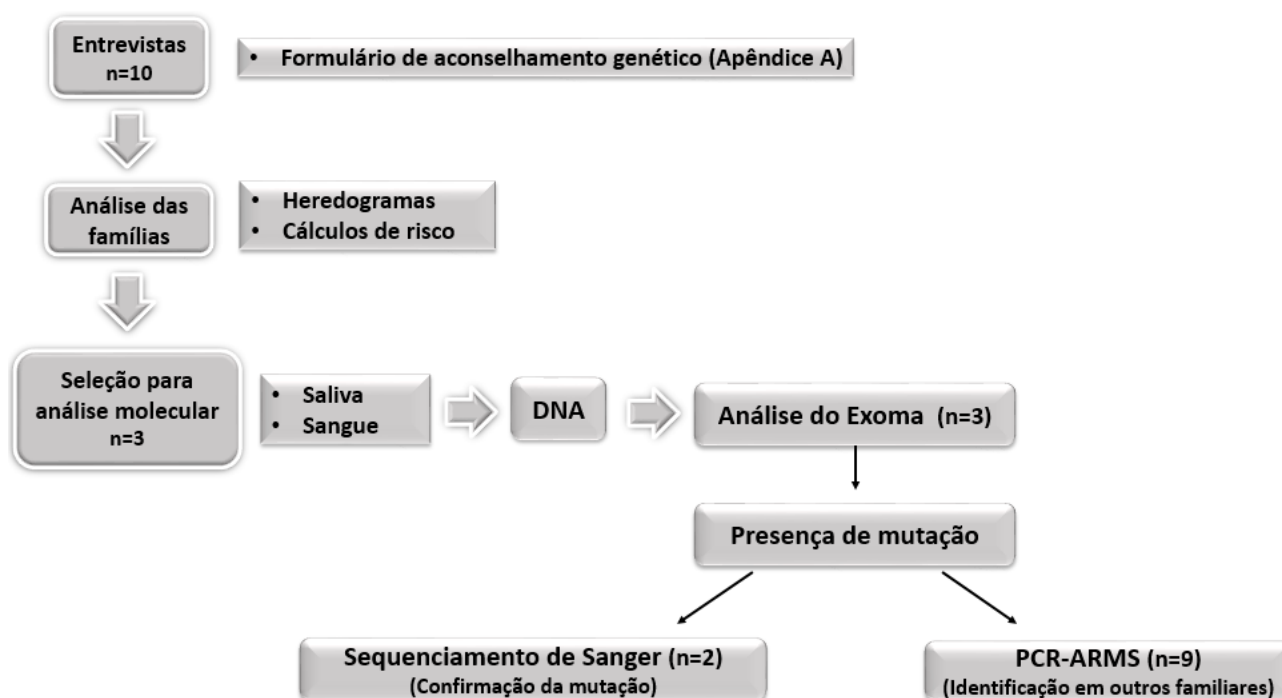 Entrevistas
n=10
• Formulário de aconselhamento genético (Apêndice A)
Análise das
famílias
• Heredogramas
• Cálculos de risco
Seleção para
análise molecular
n=3
• Saliva
• Sangue
DNA
Análise do Exoma (n=3)
Presença de mutação
Sequenciamento de Sanger (n=2)
(Confirmação da mutação)
PCR-ARMS (n=9)
(Identificação em outros familiares)